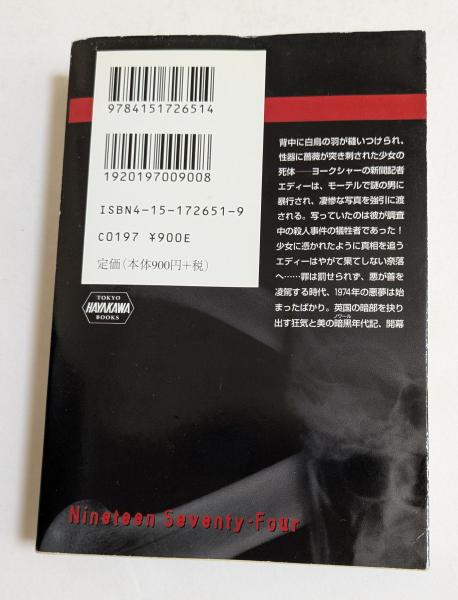 9784151726514
1920197009008
ISBN4-15-172651-9
C0197 ¥900E
定価(本体900円+税)
TOKYO
HAYAKAWA
BOOKS
背中に白鳥の羽が縫いつけられ、
性器に薔薇が突き刺された少女の
死体——ヨークシャーの新聞記者
エディーは、モーテルで謎の男に
暴行され、凄惨な写真を強引に渡
される。写っていたのは彼が調査
中の殺人事件の犠牲者であった!
少女に憑かれたように真相を追う
エディーはやがて果てしない奈落
へ……罪は罰せられず、悪が善を
凌駕する時代、1974年の悪夢は始
まったばかり。英国の暗部を抉り
ノワール
出す狂気と美の暗黒年代記、開幕
Nineteen Seventy-Four